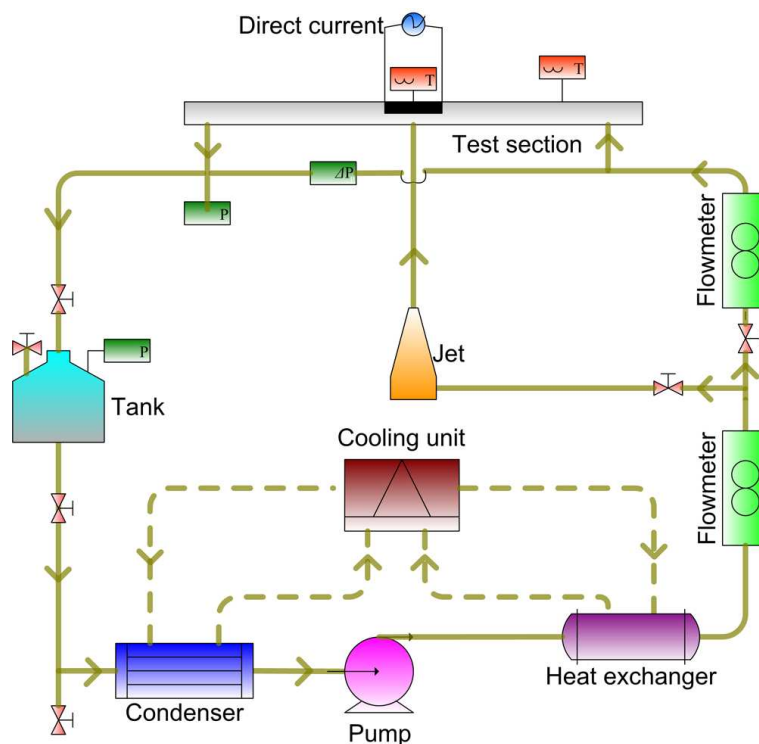 Direct current
T
T
Test section
ΔP
P
Flowmeter
Jet
P
Tank
Cooling unit
Flowmeter
Condenser
Pump
Heat exchanger